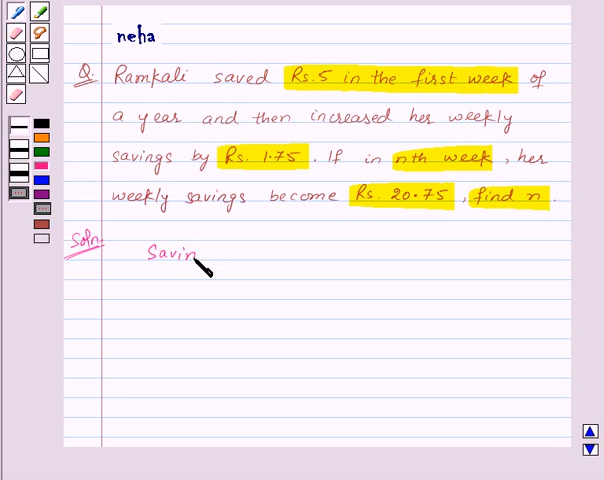 neha
Q. Ramkali saved Rs. 5 in the first week of
a year and then increased her weekly
savings by Rs. 1.75. If in nth week, her
weekly savings become Rs. 20.75, find n.
Soln. Savin